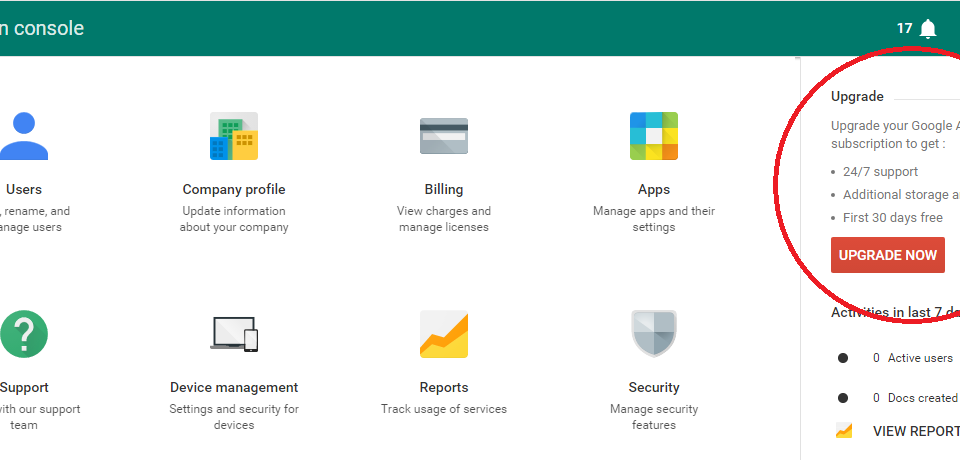 n console
17
Users
, rename, and
anage users
Company profile
Update information
about your company
Billing
View charges and
manage licenses
Apps
Manage apps and their
settings
Support
with our support
team
Device management
Settings and security for
devices
Reports
Track usage of services
Security
Manage security
features
Upgrade
Upgrade your Google A
subscription to get :
• 24/7 support
• Additional storage a
• First 30 days free
UPGRADE NOW
Activities in last 7 da
0 Active users
0 Docs created
VIEW REPORT